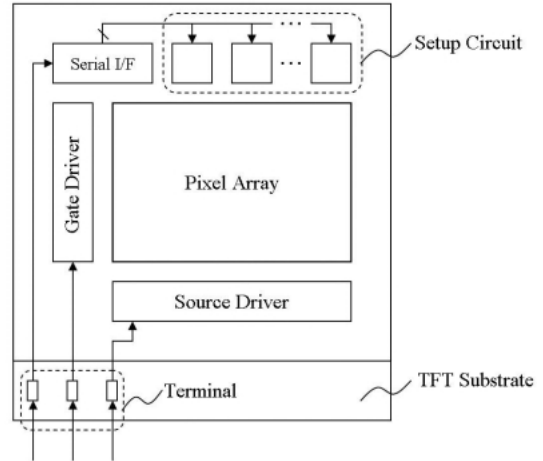 Setup Circuit
Serial I/F
Gate Driver
Pixel Array
Source Driver
TFT Substrate
Terminal